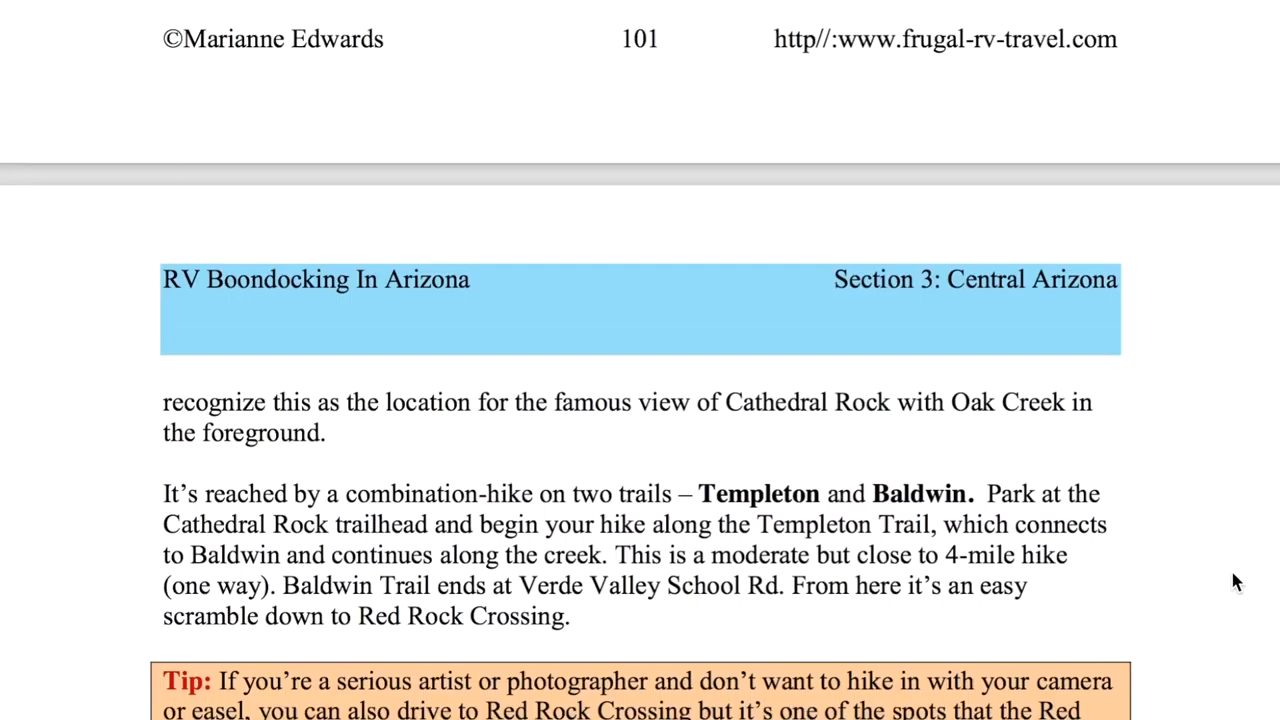 ©Marianne Edwards 101 http//:www.frugal-rv-travel.com
RV Boondocking In Arizona Section 3: Central Arizona
recognize this as the location for the famous view of Cathedral Rock with Oak Creek in
the foreground.
It’s reached by a combination-hike on two trails – Templeton and Baldwin. Park at the
Cathedral Rock trailhead and begin your hike along the Templeton Trail, which connects
to Baldwin and continues along the creek. This is a moderate but close to 4-mile hike
(one way). Baldwin Trail ends at Verde Valley School Rd. From here it’s an easy
scramble down to Red Rock Crossing.
Tip: If you’re a serious artist or photographer and don’t want to hike in with your camera
or easel, you can also drive to Red Rock Crossing but it’s one of the spots that the Red